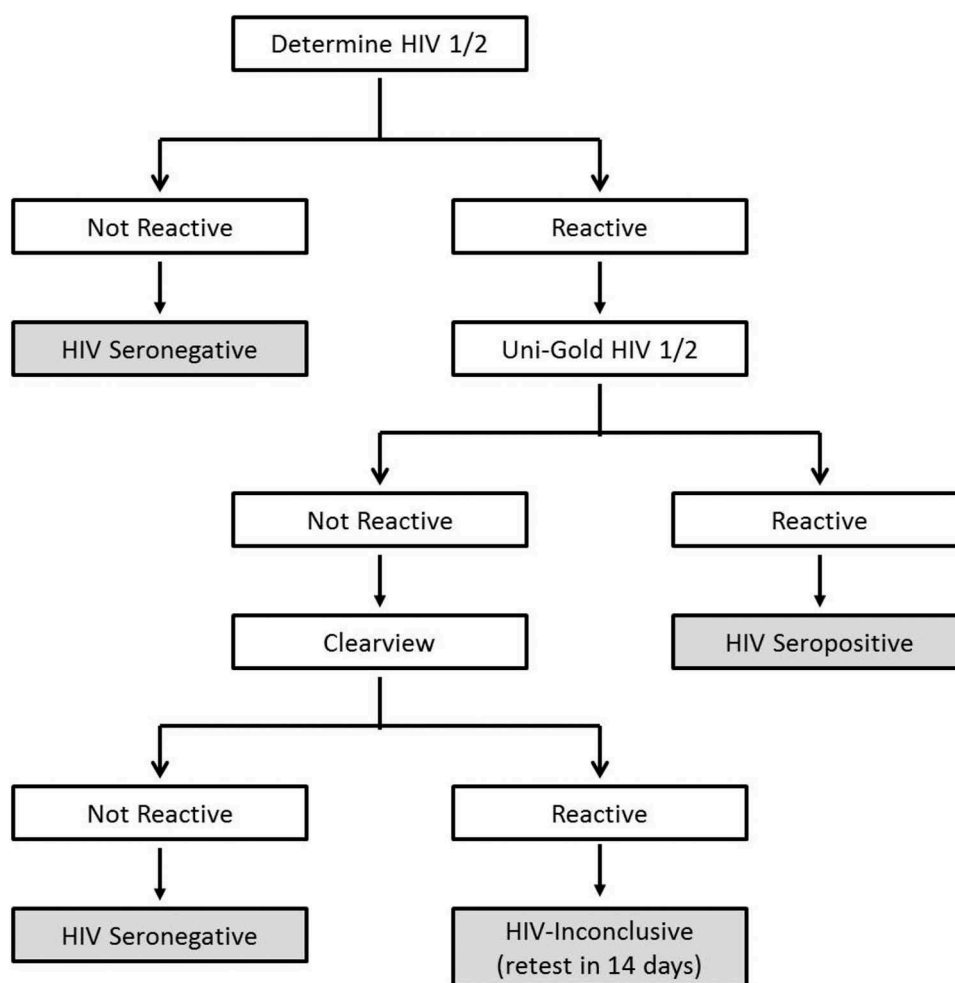 Determine HIV 1/2
Not Reactive
Reactive
HIV Seronegative
Uni-Gold HIV 1/2
Not Reactive
Reactive
Clearview
HIV Seropositive
Not Reactive
Reactive
HIV Seronegative
HIV-Inconclusive
(retest in 14 days)